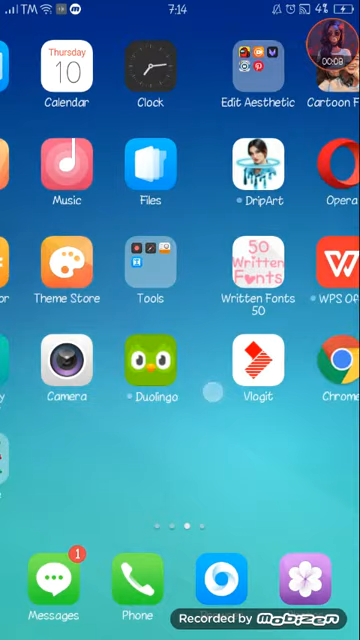 TM 7:14 4%
Thursday
10
00:08
Calendar Clock Edit Aesthetic Cartoon F
Music Files DripArt Opera
50
Written
Fonts
W
Theme Store Tools Written Fonts WPS Of
50
Camera Duolingo Vlogit Chrome
1
Messages Phone
Recorded by Mobizen